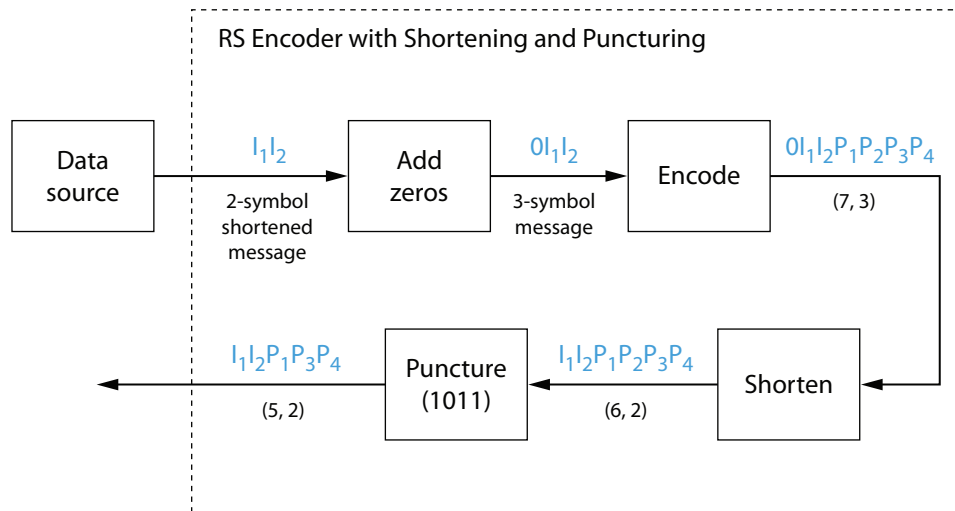 RS Encoder with Shortening and Puncturing
Data
source
I₁I₂
2-symbol
shortened
message
Add
zeros
0I₁I₂
3-symbol
message
Encode
0I₁I₂P₁P₂P₃P₄
(7, 3)
Shorten
I₁I₂P₁P₂P₃P₄
(6, 2)
Puncture
(1011)
I₁I₂P₁P₃P₄
(5, 2)